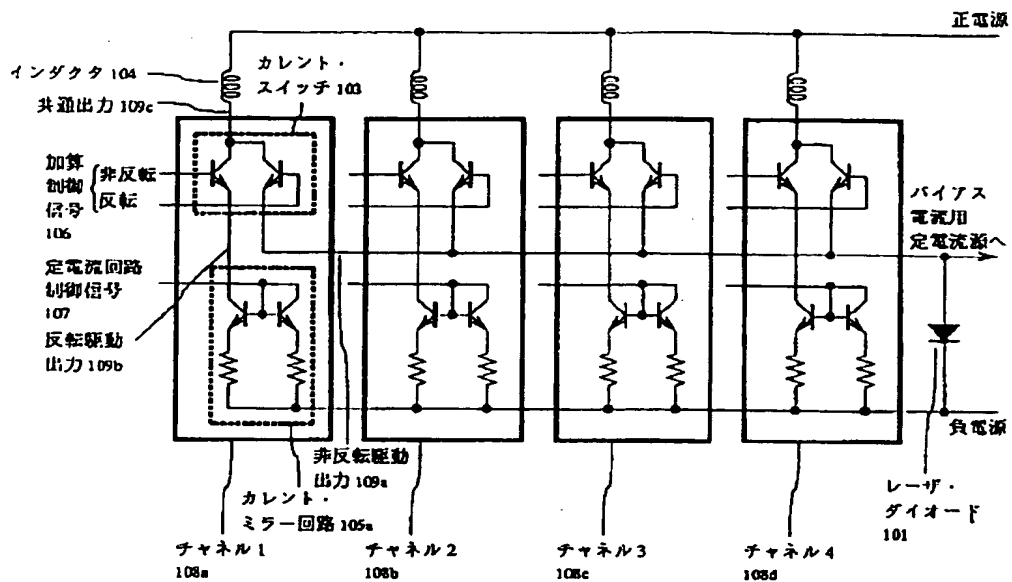 正電源
インダクタ 104
カレント・
スイッチ 103
共通出力 109c
加算
制御
信号
106
非反転
反転
バイアス
電流用
定電流源へ
定電流回路
制御信号
107
反転駆動
出力 109b
負電源
非反転駆動
出力 109a
カレント・
ミラー回路 105a
レーザ・
ダイオード
101
チャネル 1
108a
チャネル 2
108b
チャネル 3
108c
チャネル 4
108d